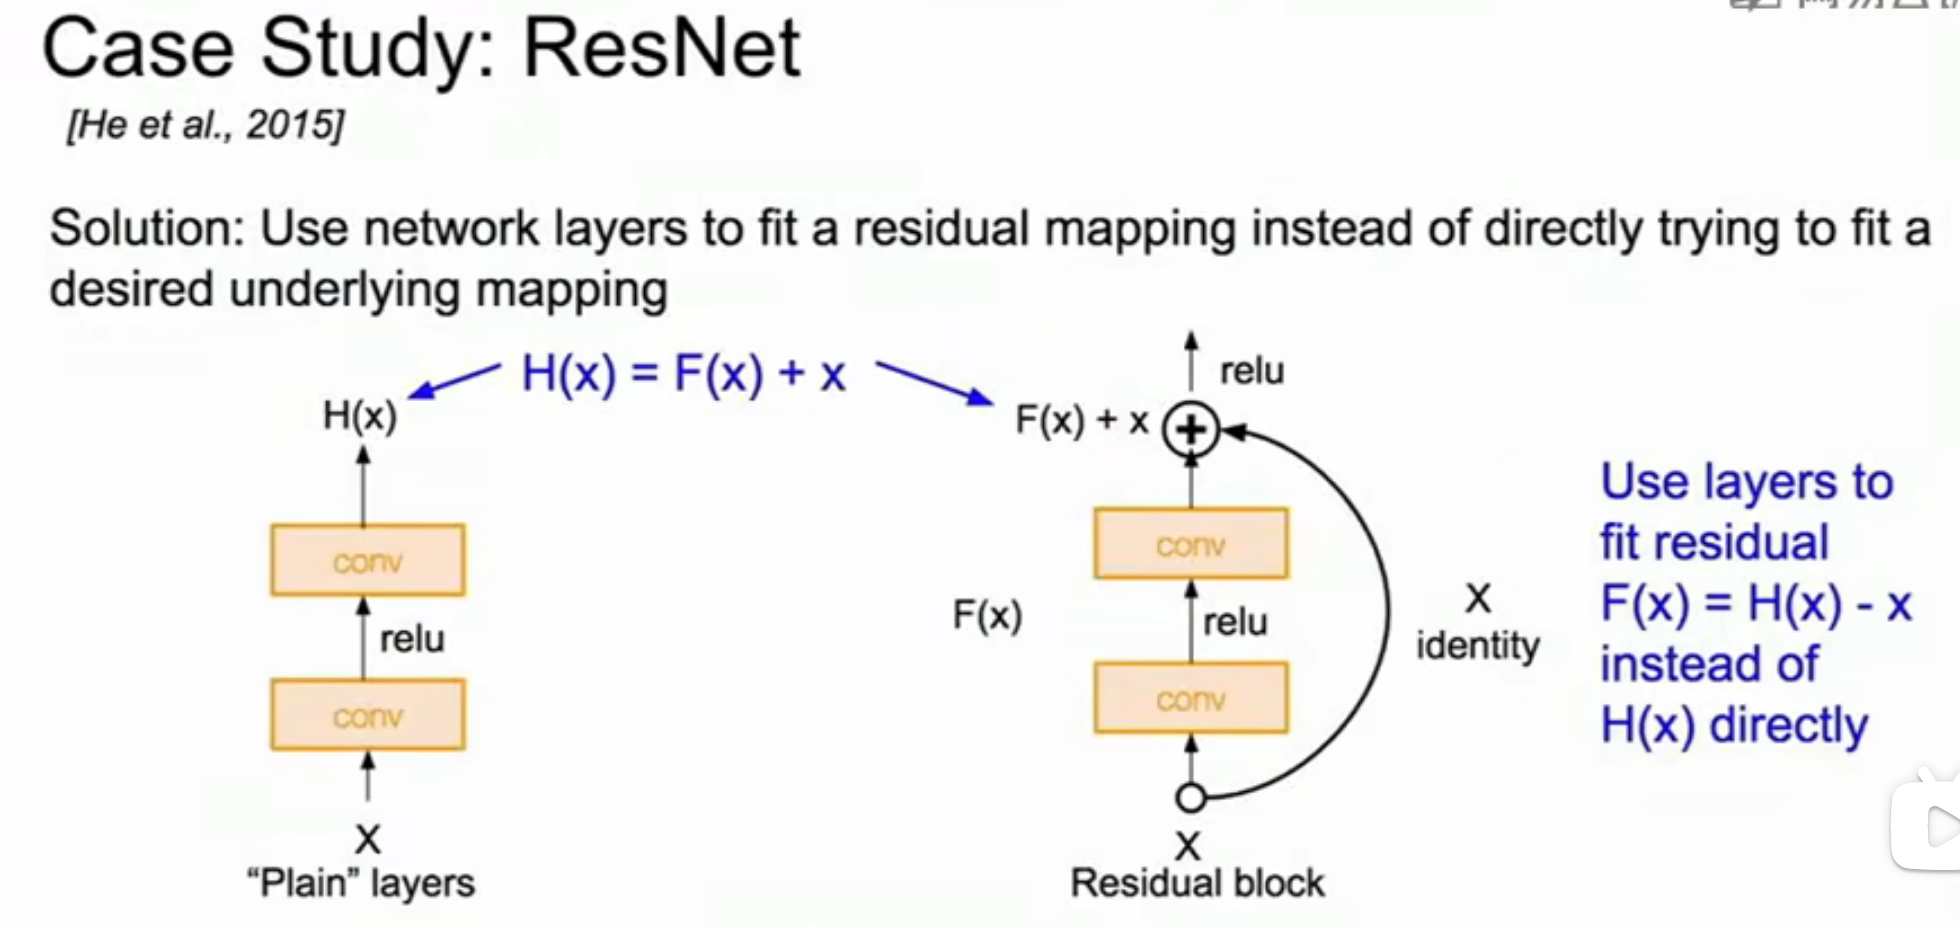 Case Study: ResNet
[He et al., 2015]
Solution: Use network layers to fit a residual mapping instead of directly trying to fit a
desired underlying mapping
H(x) = F(x) + x
H(x)
conv
relu
conv
X
“Plain” layers
relu
F(x) + x
conv
F(x)
relu
conv
X
identity
X
Residual block
Use layers to
fit residual
F(x) = H(x) - x
instead of
H(x) directly